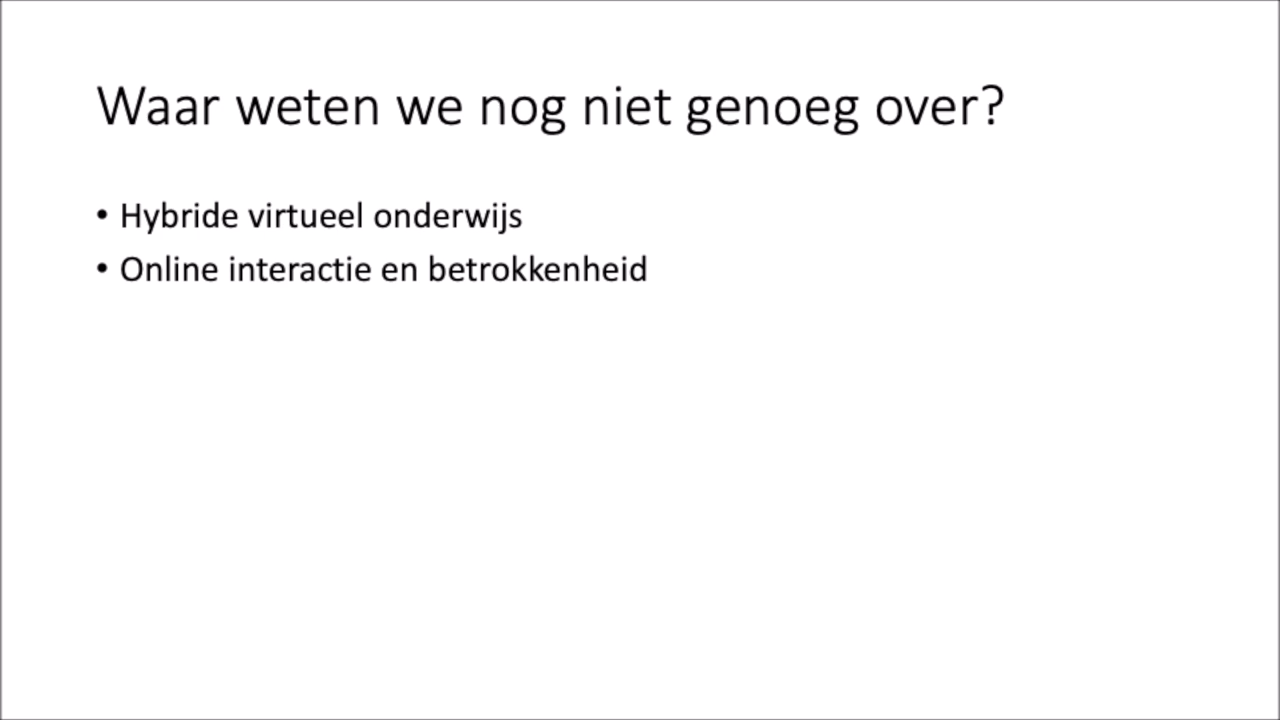 Waar weten we nog niet genoeg over?
• Hybride virtueel onderwijs
• Online interactie en betrokkenheid